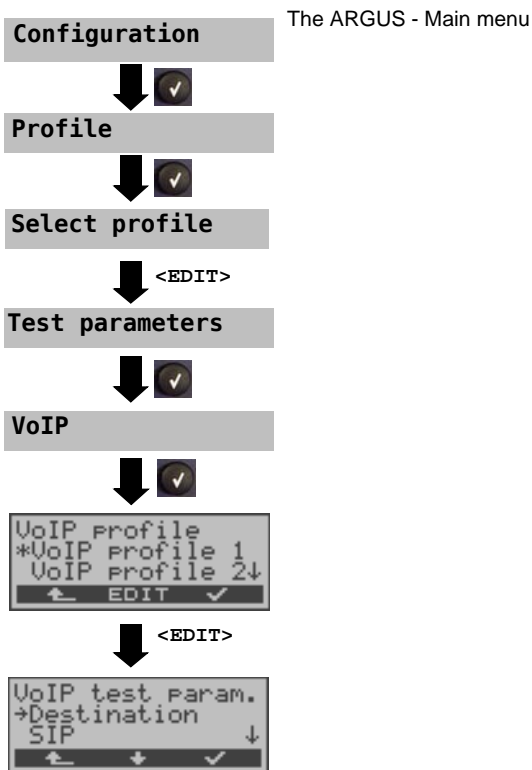 The ARGUS - Main menu
Configuration
Profile
Select profile
<EDIT>
Test parameters
VoIP
VoIP profile
*VoIP profile 1
VoIP profile 2↓
EDIT
<EDIT>
VoIP test param.
→Destination
SIP ↓